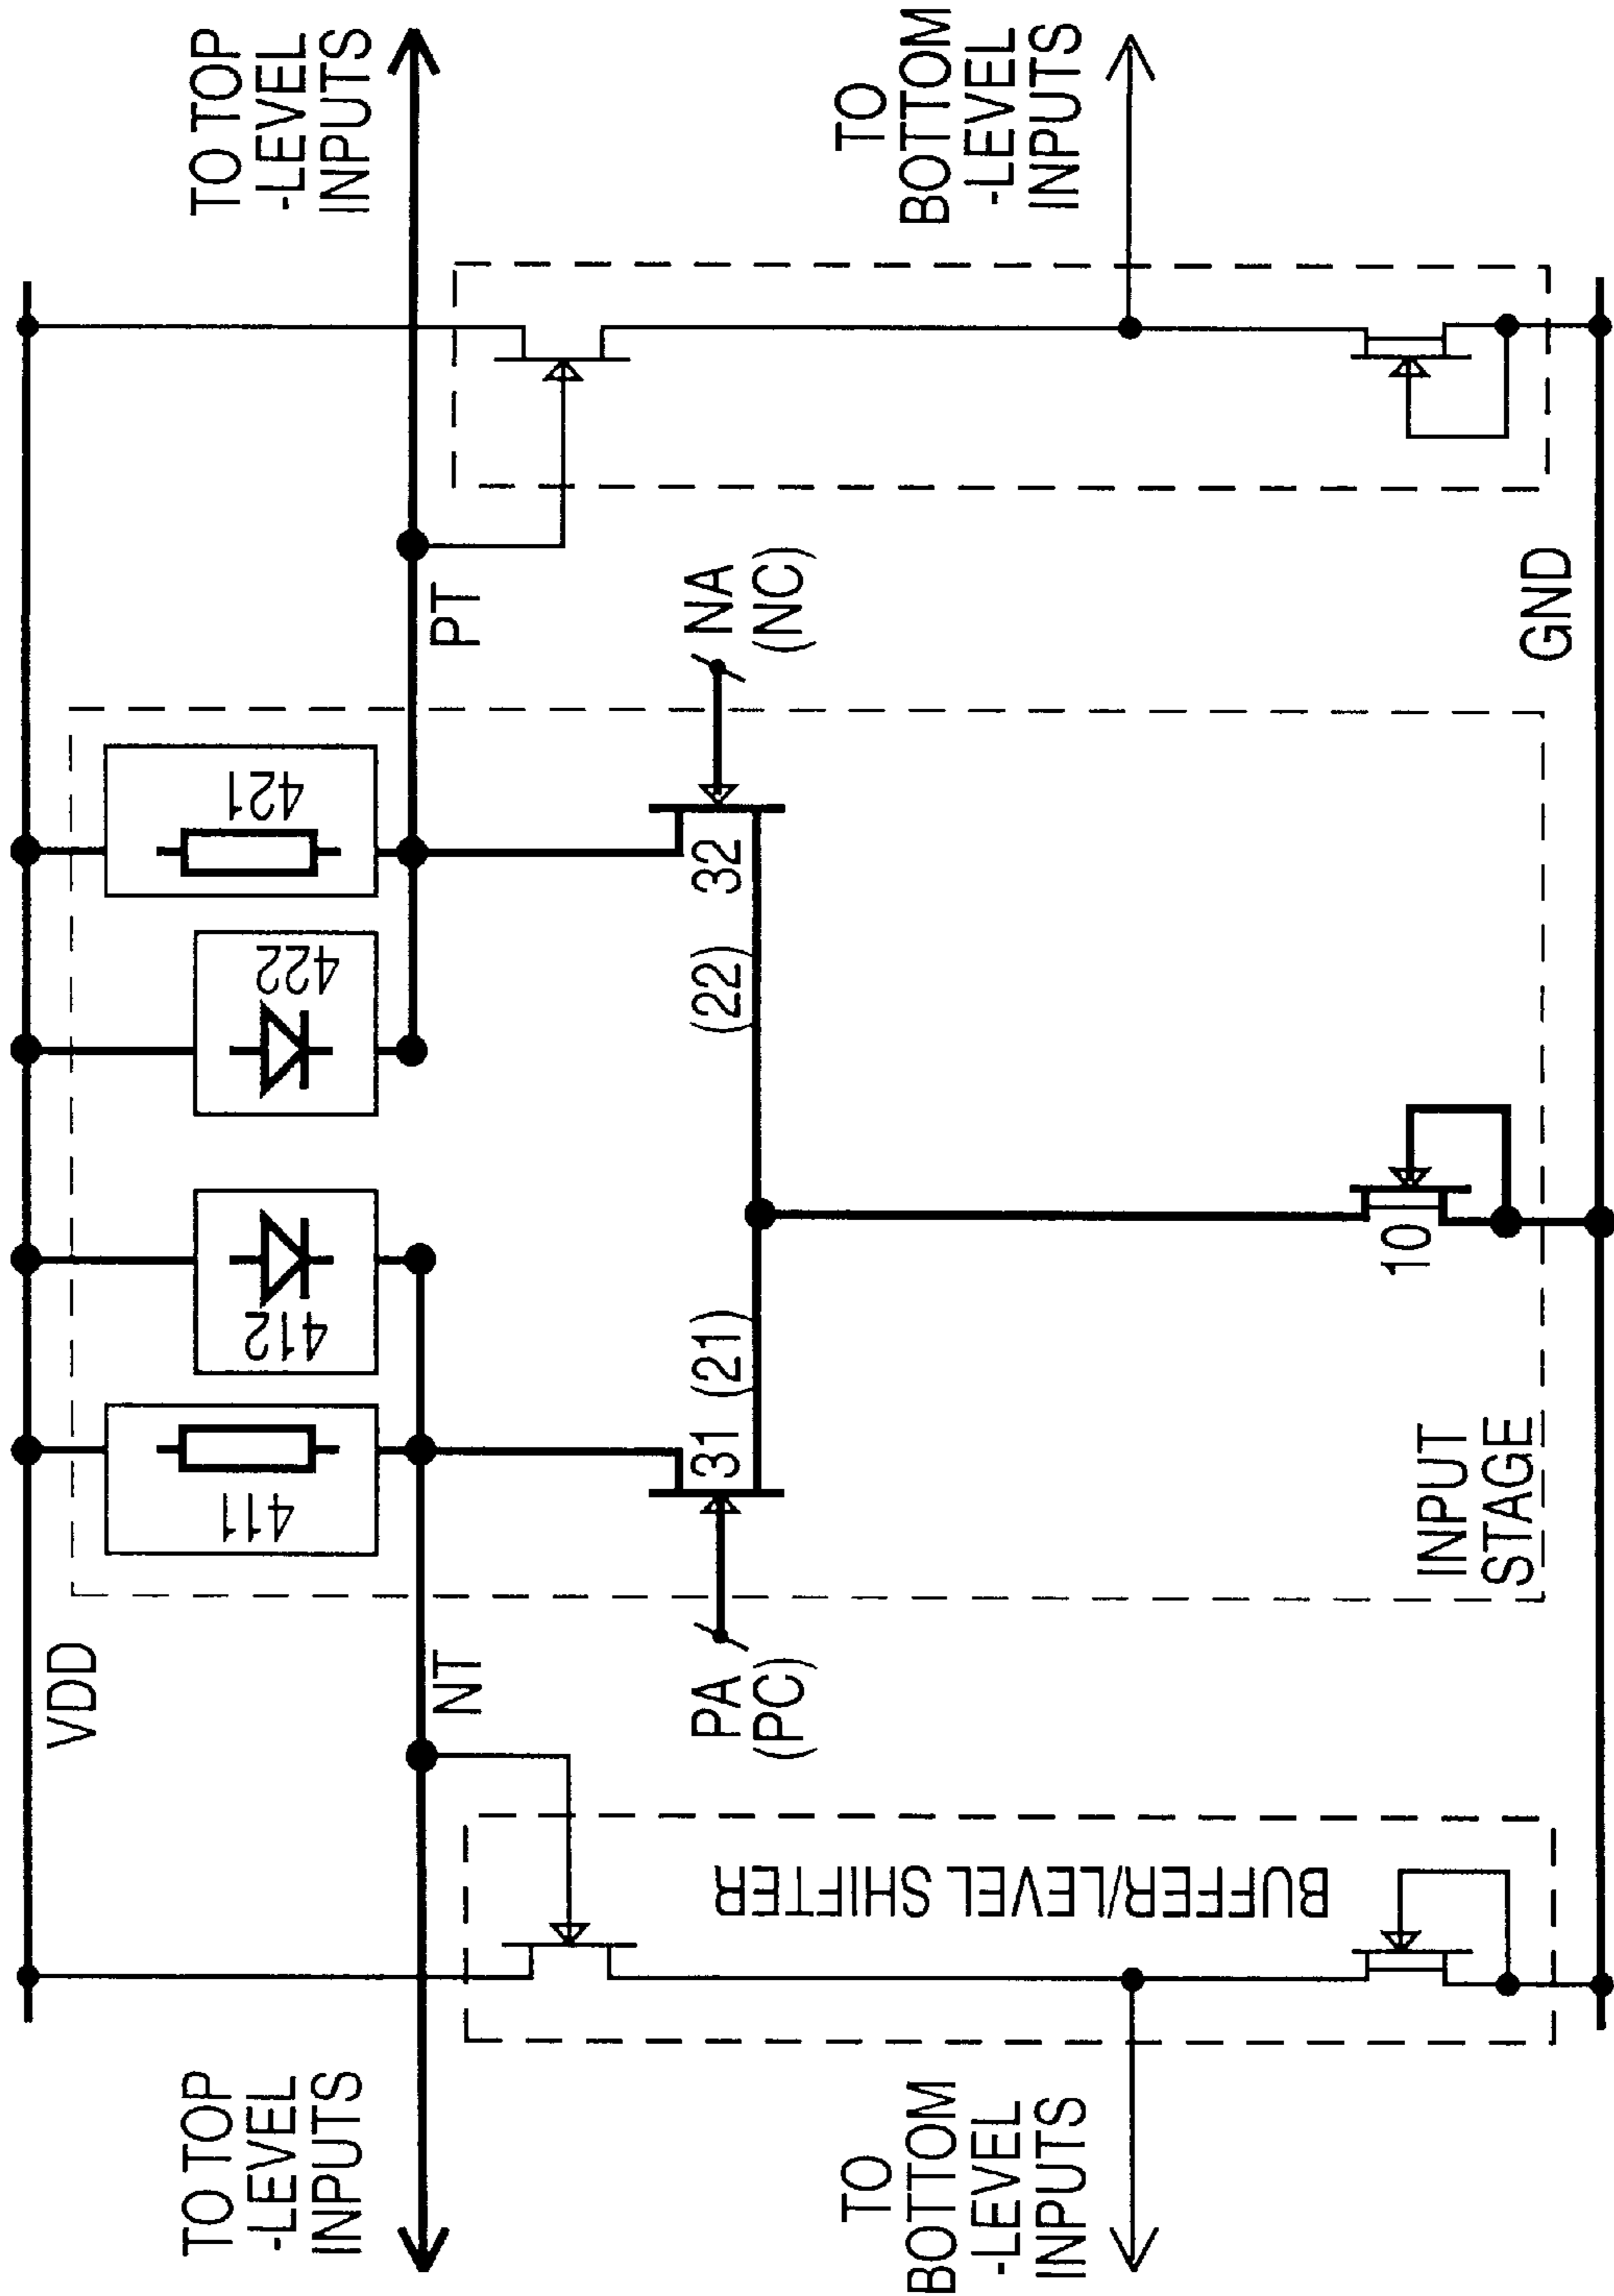 TO TOP
-LEVEL
INPUTS
TO TOP
-LEVEL
INPUTS
VDD
411
412
422
421
NT
PT
PA
(PC)
31 (21)
(22) 32
NA
(NC)
TO
BOTTOM
-LEVEL
INPUTS
TO
BOTTOM
-LEVEL
INPUTS
BUFFER/LEVEL SHIFTER
10
INPUT
STAGE
GND